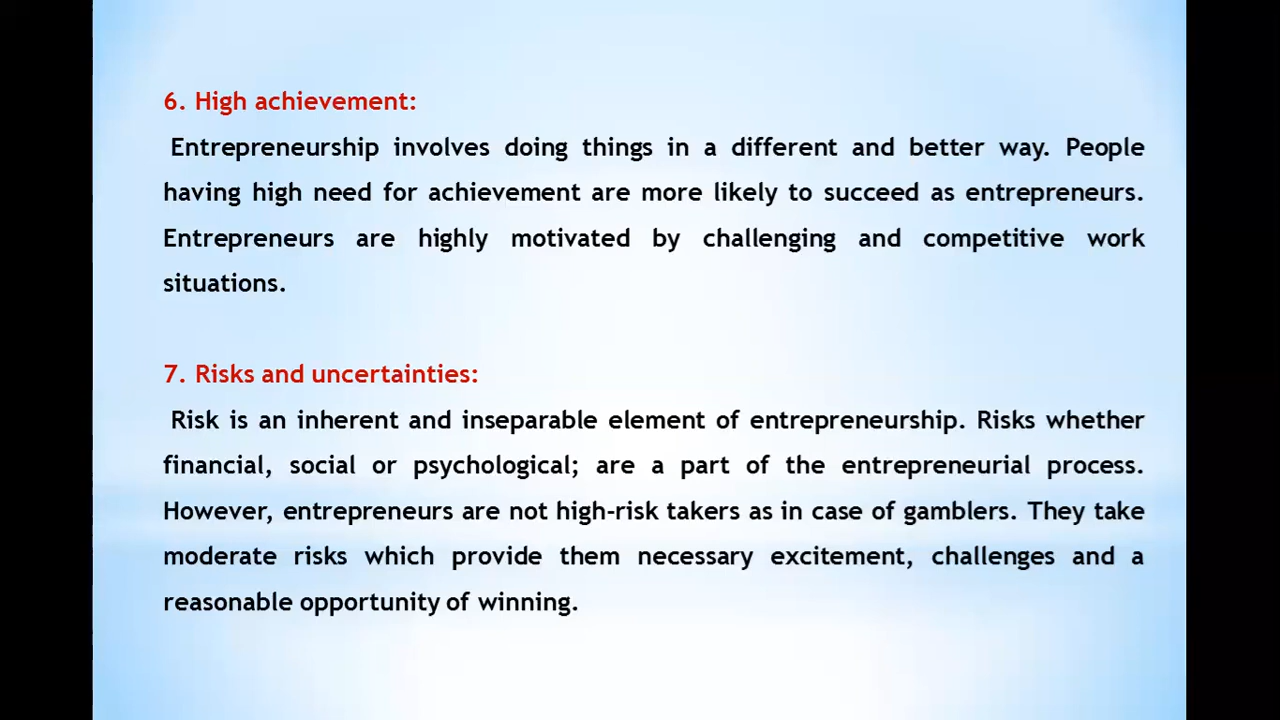 6. High achievement:
Entrepreneurship involves doing things in a different and better way. People
having high need for achievement are more likely to succeed as entrepreneurs.
Entrepreneurs are highly motivated by challenging and competitive work
situations.
7. Risks and uncertainties:
Risk is an inherent and inseparable element of entrepreneurship. Risks whether
financial, social or psychological; are a part of the entrepreneurial process.
However, entrepreneurs are not high-risk takers as in case of gamblers. They take
moderate risks which provide them necessary excitement, challenges and a
reasonable opportunity of winning.